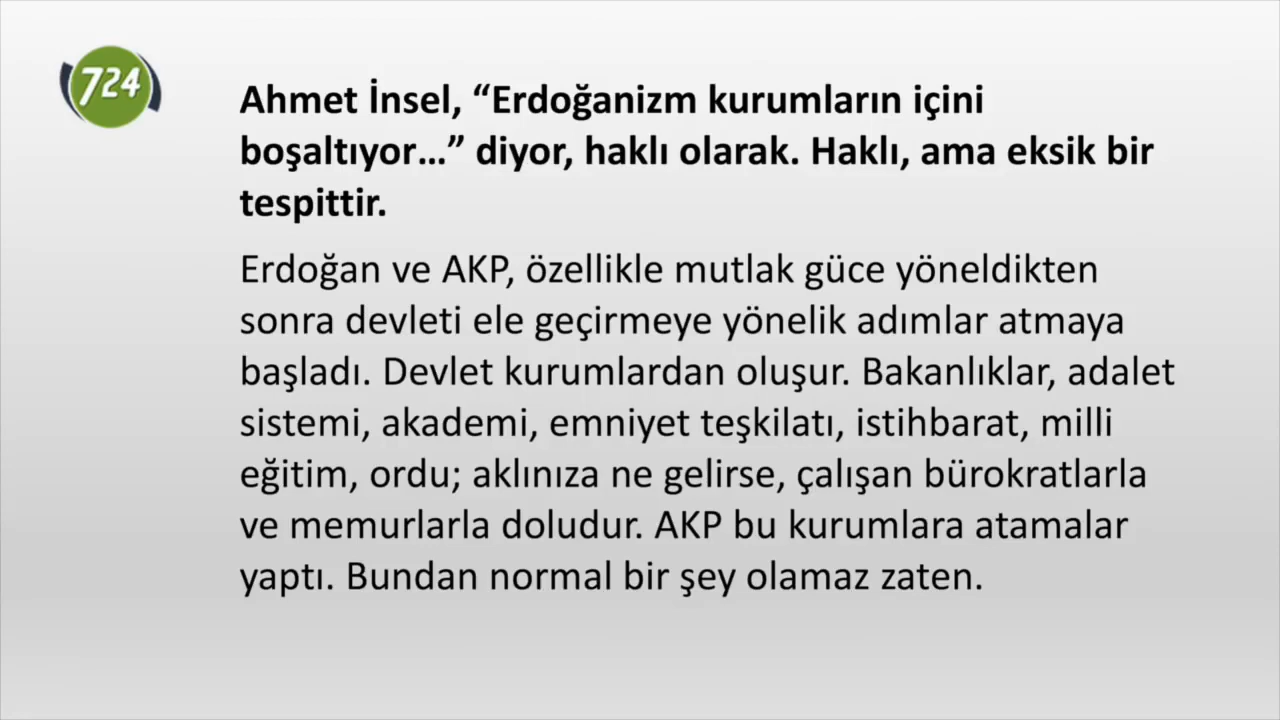 724
Ahmet İnsel, “Erdoğanizm kurumların içini
boşaltıyor…” diyor, haklı olarak. Haklı, ama eksik bir
tespittir.
Erdoğan ve AKP, özellikle mutlak güce yöneldikten
sonra devleti ele geçirmeye yönelik adımlar atmaya
başladı. Devlet kurumlardan oluşur. Bakanlıklar, adalet
sistemi, akademi, emniyet teşkilatı, istihbarat, milli
eğitim, ordu; aklınıza ne gelirse, çalışan bürokratlarla
ve memurlarla doludur. AKP bu kurumlara atamalar
yaptı. Bundan normal bir şey olamaz zaten.